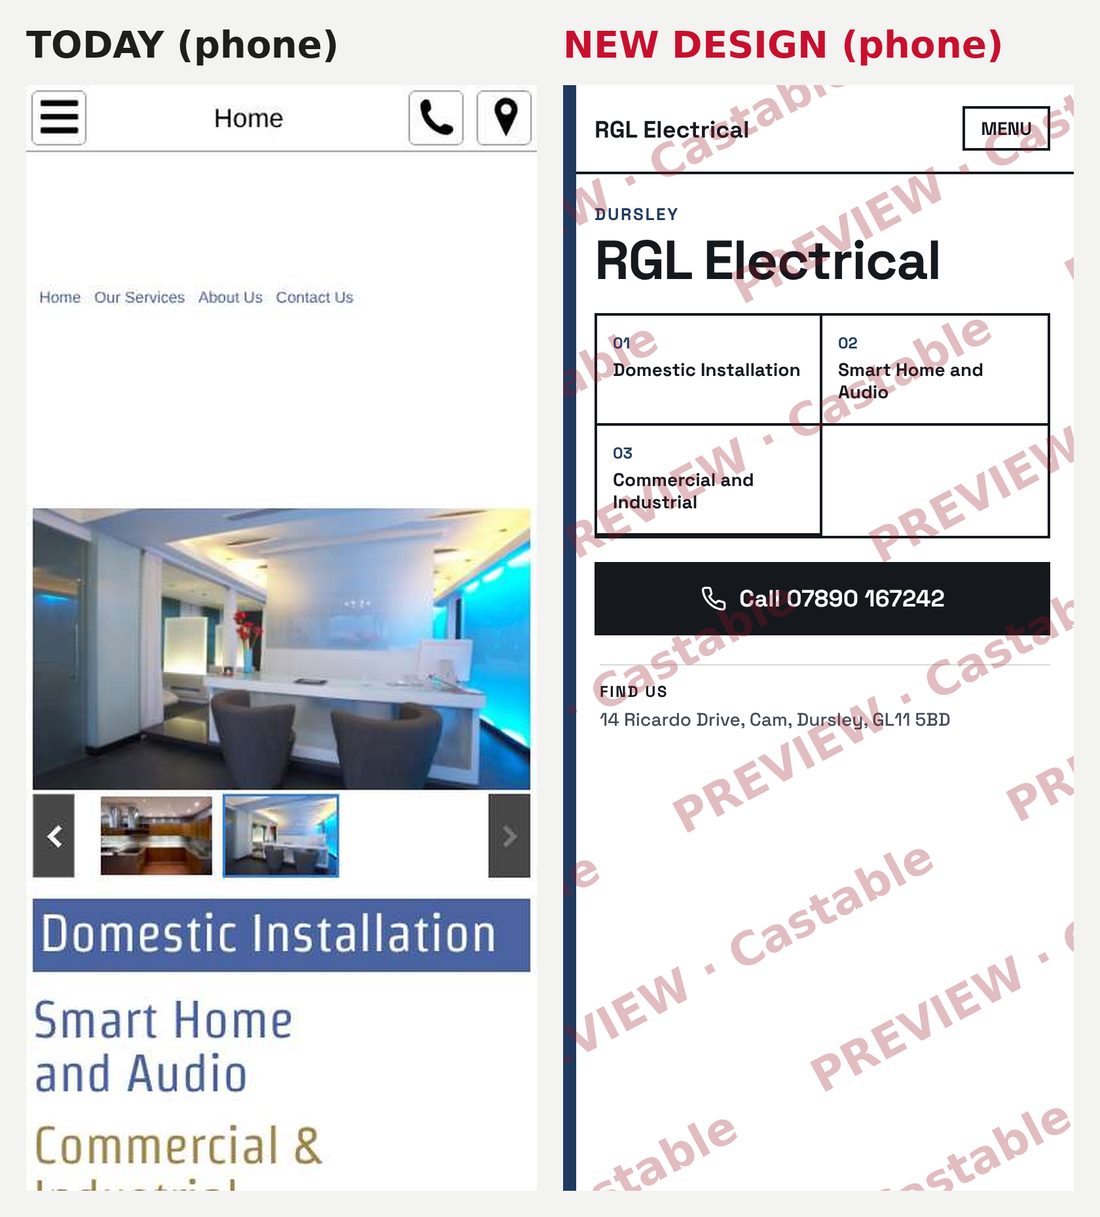 TODAY (phone)
Home
Home Our Services About Us Contact Us
Domestic Installation
Smart Home
and Audio
Commercial &
Industrial
NEW DESIGN (phone)
RGL Electrical
MENU
DURSLEY
RGL Electrical
01
Domestic Installation
02
Smart Home and
Audio
03
Commercial and
Industrial
Call 07890 167242
FIND US
14 Ricardo Drive, Cam, Dursley, GL11 5BD
PREVIEW · Castable